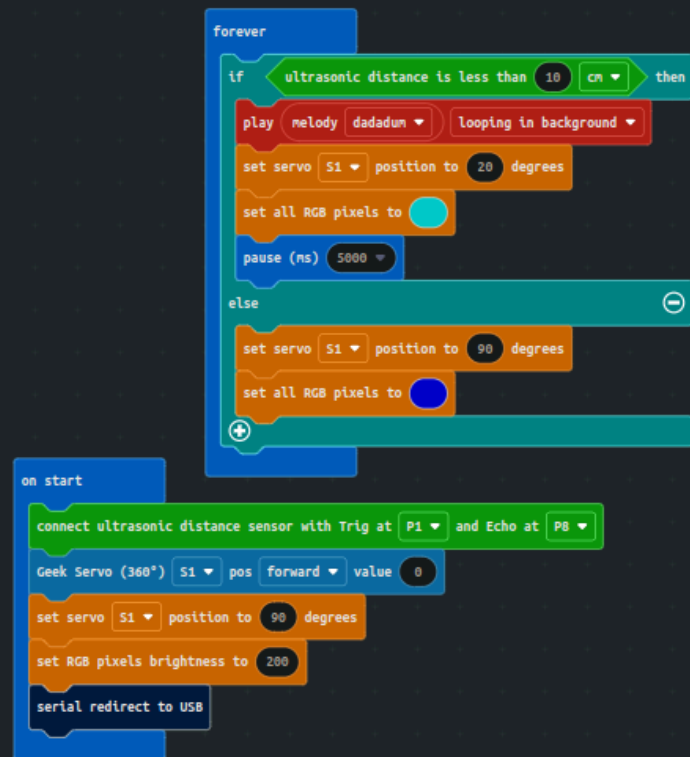 forever
if ultrasonic distance is less than 10 cm then
play melody dadadum looping in background
set servo S1 position to 20 degrees
set all RGB pixels to
pause (ms) 5000
else
set servo S1 position to 90 degrees
set all RGB pixels to
on start
connect ultrasonic distance sensor with Trig at P1 and Echo at P8
Geek Servo (360°) S1 pos forward value 0
set servo S1 position to 90 degrees
set RGB pixels brightness to 200
serial redirect to USB